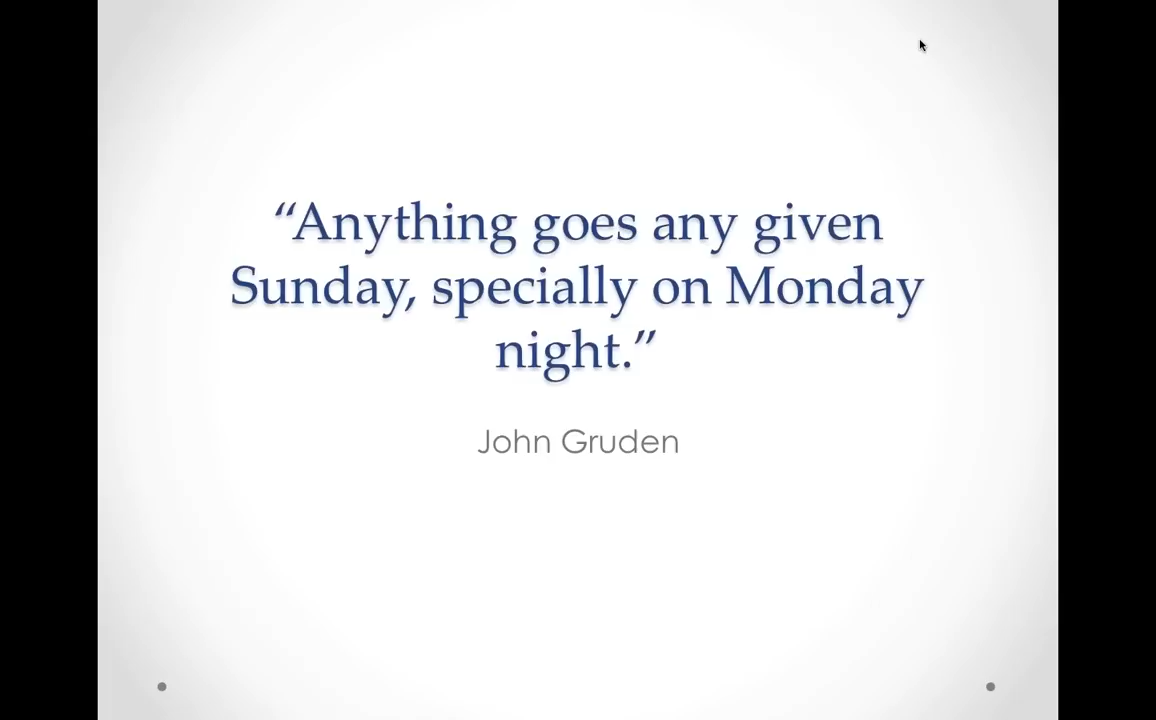 “Anything goes any given
Sunday, specially on Monday
night.”
John Gruden